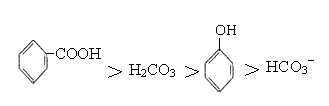 COOH > H₂CO₃ > OH > HCO₃⁻